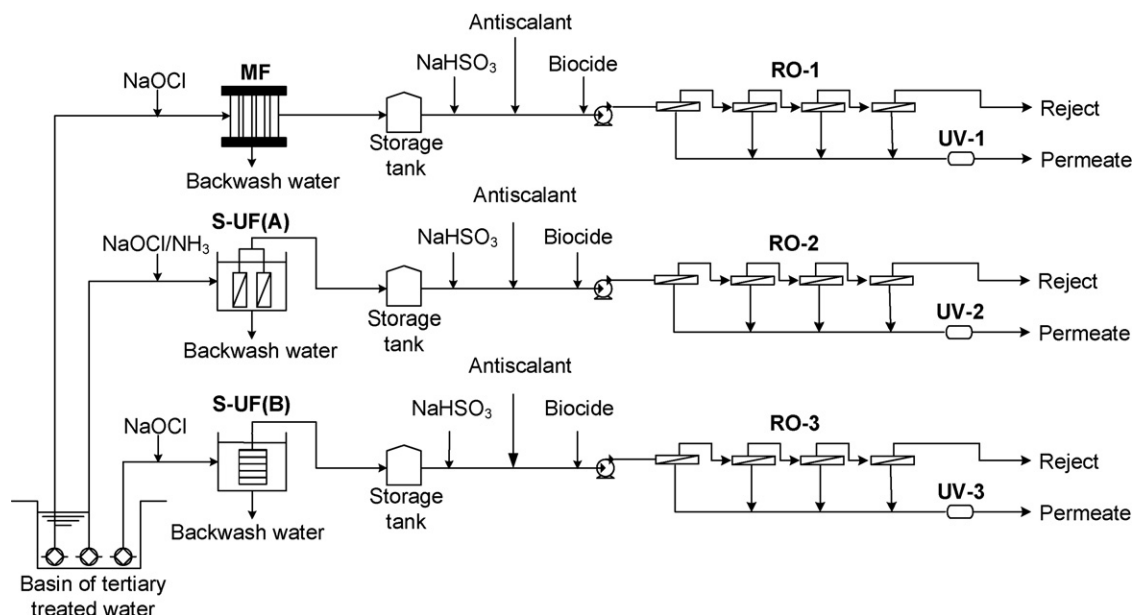 Antiscalant
NaHSO3
Biocide
NaOCl
MF
RO-1
Reject
Storage
tank
UV-1
Permeate
Backwash water
Antiscalant
S-UF(A)
NaOCl/NH3
NaHSO3
Biocide
RO-2
Reject
Storage
tank
UV-2
Permeate
Backwash water
Antiscalant
S-UF(B)
NaOCl
NaHSO3
Biocide
RO-3
Reject
Storage
tank
UV-3
Permeate
Backwash water
Basin of tertiary
treated water